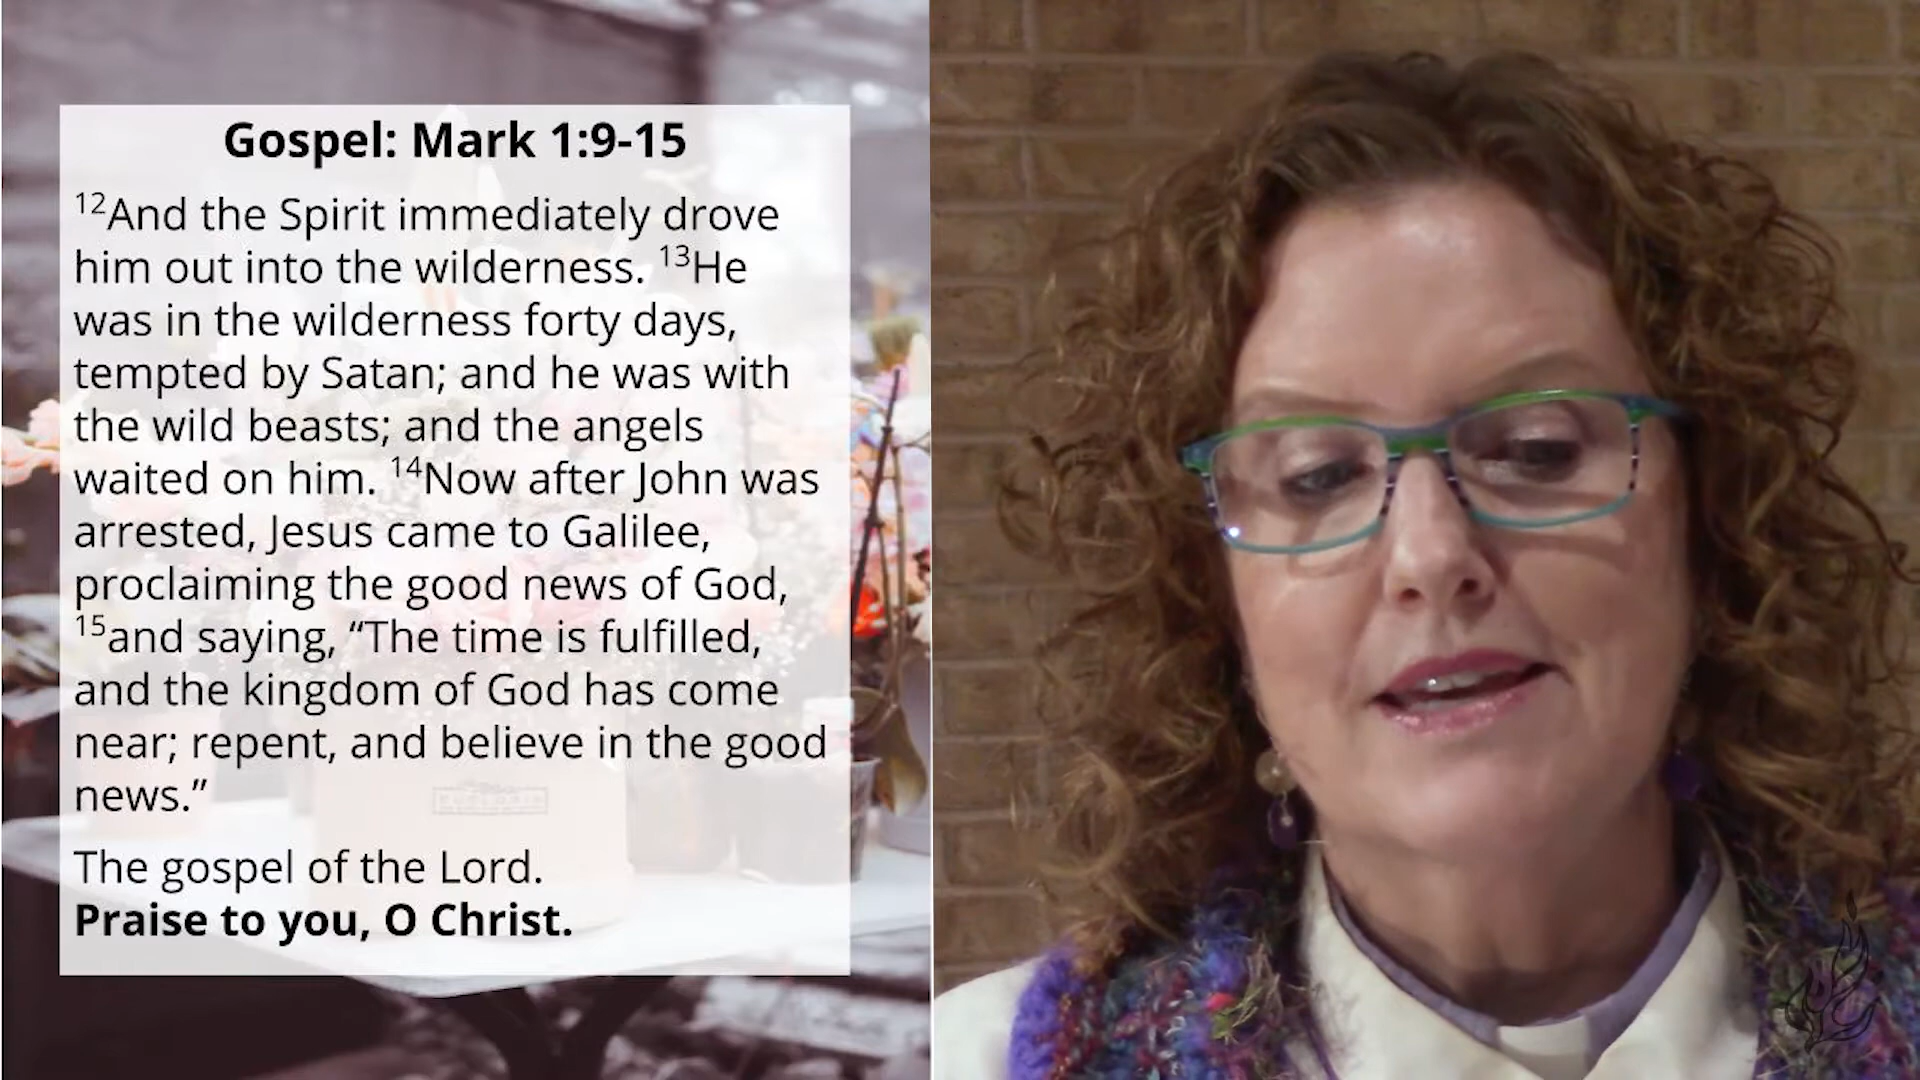 Gospel: Mark 1:9-15
12And the Spirit immediately drove
him out into the wilderness. 13He
was in the wilderness forty days,
tempted by Satan; and he was with
the wild beasts; and the angels
waited on him. 14Now after John was
arrested, Jesus came to Galilee,
proclaiming the good news of God,
15and saying, “The time is fulfilled,
and the kingdom of God has come
near; repent, and believe in the good
news.”
The gospel of the Lord.
Praise to you, O Christ.